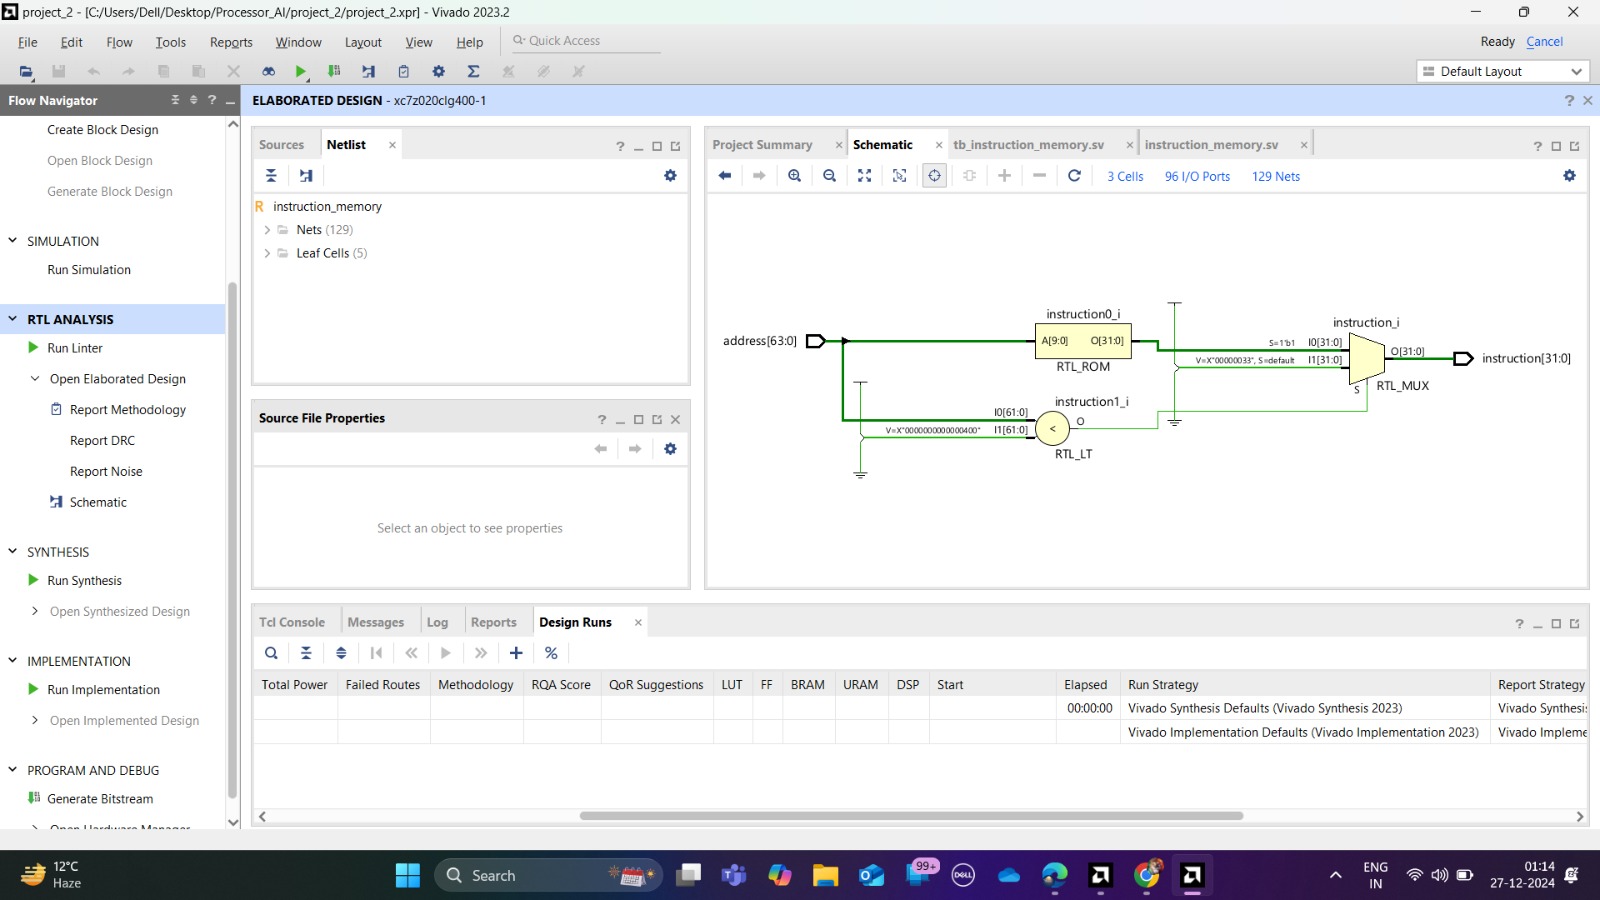 project_2 - [C:/Users/Dell/Desktop/Processor_AI/project_2/project_2.xpr] - Vivado 2023.2
File Edit Flow Tools Reports Window Layout View Help Quick Access Ready Cancel
Default Layout
Flow Navigator ?
Create Block Design
Open Block Design
Generate Block Design
SIMULATION
Run Simulation
RTL ANALYSIS
Run Linter
Open Elaborated Design
Report Methodology
Report DRC
Report Noise
Schematic
SYNTHESIS
Run Synthesis
Open Synthesized Design
IMPLEMENTATION
Run Implementation
Open Implemented Design
PROGRAM AND DEBUG
Generate Bitstream
Open Hardware Manager
ELABORATED DESIGN - xc7z020clg400-1 ?
Sources Netlist ?
R instruction_memory
Nets (129)
Leaf Cells (5)
Source File Properties ?
Select an object to see properties
Project Summary Schematic tb_instruction_memory.sv instruction_memory.sv ?
3 Cells 96 I/O Ports 129 Nets
address[63:0]
instruction0_i
A[9:0] O[31:0]
RTL_ROM
instruction1_i
I0[61:0]
V=X"0000000000000400" I1[61:0]
< O
RTL_LT
instruction_i
S=1'b1 I0[31:0]
V=X"00000033", S=default I1[31:0]
O[31:0]
S RTL_MUX
instruction[31:0]
Tcl Console Messages Log Reports Design Runs ?
Total Power Failed Routes Methodology RQA Score QoR Suggestions LUT FF BRAM URAM DSP Start Elapsed Run Strategy Report Strategy
00:00:00 Vivado Synthesis Defaults (Vivado Synthesis 2023) Vivado Synthesis
Vivado Implementation Defaults (Vivado Implementation 2023) Vivado Impleme
12°C
Haze
Search
99+
DELL
ENG
IN
01:14
27-12-2024